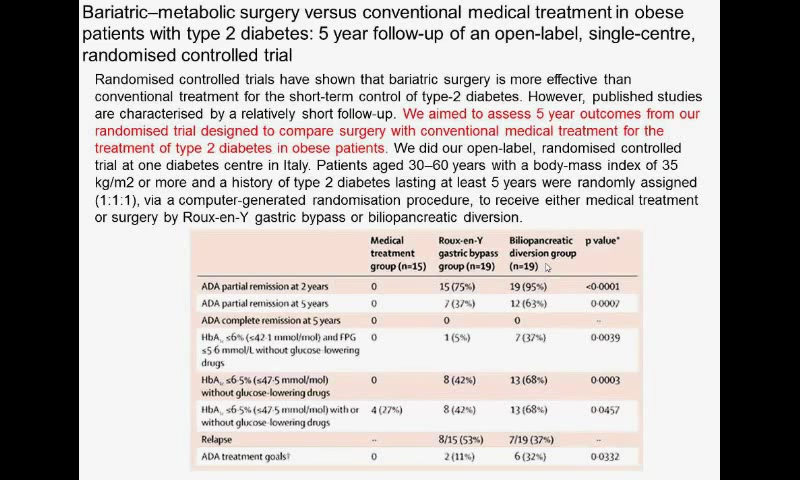 Bariatric–metabolic surgery versus conventional medical treatment in obese
patients with type 2 diabetes: 5 year follow-up of an open-label, single-centre,
randomised controlled trial
Randomised controlled trials have shown that bariatric surgery is more effective than
conventional treatment for the short-term control of type-2 diabetes. However, published studies
are characterised by a relatively short follow-up. We aimed to assess 5 year outcomes from our
randomised trial designed to compare surgery with conventional medical treatment for the
treatment of type 2 diabetes in obese patients. We did our open-label, randomised controlled
trial at one diabetes centre in Italy. Patients aged 30–60 years with a body-mass index of 35
kg/m2 or more and a history of type 2 diabetes lasting at least 5 years were randomly assigned
(1:1:1), via a computer-generated randomisation procedure, to receive either medical treatment
or surgery by Roux-en-Y gastric bypass or biliopancreatic diversion.
Medical Roux-en-Y Biliopancreatic p value*
treatment gastric bypass diversion group
group (n=15) group (n=19) (n=19)
ADA partial remission at 2 years 0 15 (75%) 19 (95%) <0·0001
ADA partial remission at 5 years 0 7 (37%) 12 (63%) 0·0007
ADA complete remission at 5 years 0 0 0 ··
HbA1c ≤6% (≤42·1 mmol/mol) and FPG 0 1 (5%) 7 (37%) 0·0039
≤5·6 mmol/L without glucose-lowering
drugs
HbA1c ≤6·5% (≤47·5 mmol/mol) 0 8 (42%) 13 (68%) 0·0003
without glucose-lowering drugs
HbA1c ≤6·5% (≤47·5 mmol/mol) with or 4 (27%) 8 (42%) 13 (68%) 0·0457
without glucose-lowering drugs
Relapse ·· 8/15 (53%) 7/19 (37%) ··
ADA treatment goals† 0 2 (11%) 6 (32%) 0·0332